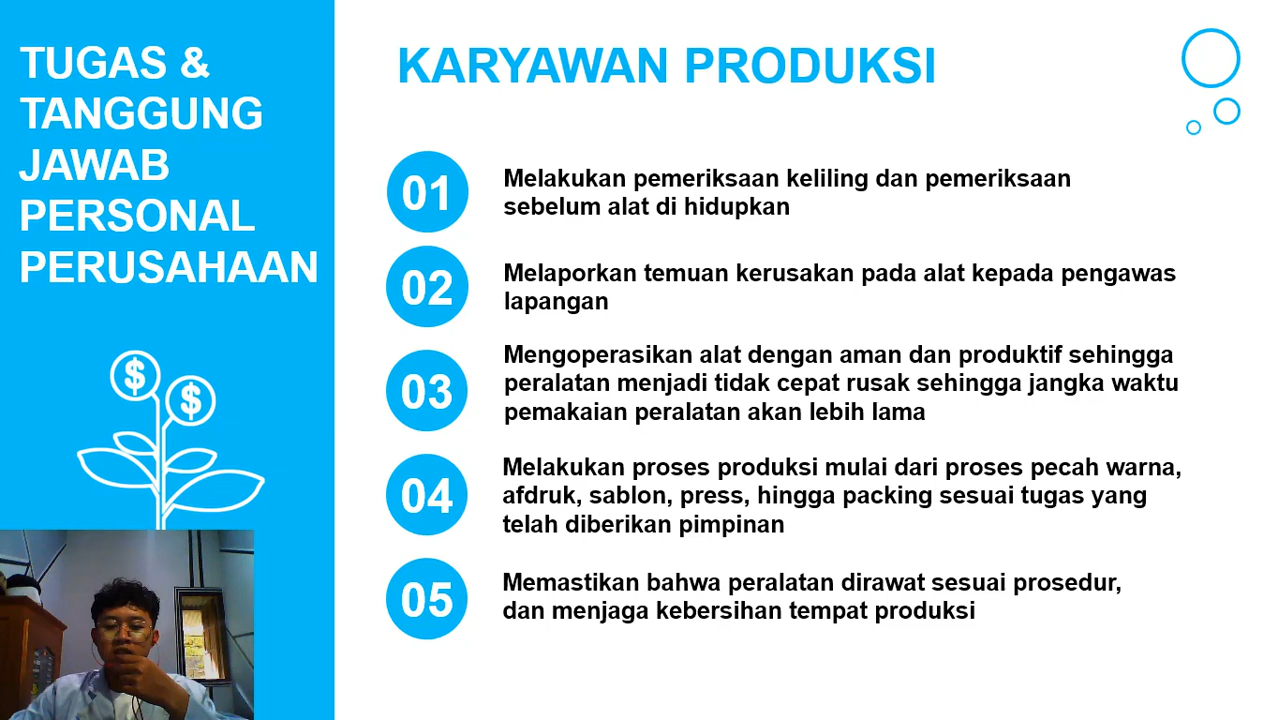 TUGAS &
TANGGUNG
JAWAB
PERSONAL
PERUSAHAAN
$
$
KARYAWAN PRODUKSI
01
Melakukan pemeriksaan keliling dan pemeriksaan
sebelum alat di hidupkan
02
Melaporkan temuan kerusakan pada alat kepada pengawas
lapangan
03
Mengoperasikan alat dengan aman dan produktif sehingga
peralatan menjadi tidak cepat rusak sehingga jangka waktu
pemakaian peralatan akan lebih lama
04
Melakukan proses produksi mulai dari proses pecah warna,
afdruk, sablon, press, hingga packing sesuai tugas yang
telah diberikan pimpinan
05
Memastikan bahwa peralatan dirawat sesuai prosedur,
dan menjaga kebersihan tempat produksi